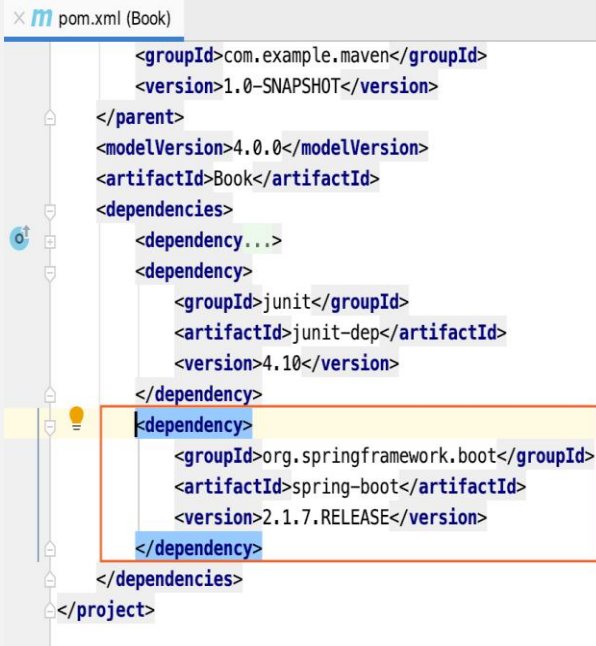 m pom.xml (Book)
<groupId>com.example.maven</groupId>
<version>1.0-SNAPSHOT</version>
</parent>
<modelVersion>4.0.0</modelVersion>
<artifactId>Book</artifactId>
<dependencies>
<dependency...>
<dependency>
<groupId>junit</groupId>
<artifactId>junit-dep</artifactId>
<version>4.10</version>
</dependency>
<dependency>
<groupId>org.springframework.boot</groupId>
<artifactId>spring-boot</artifactId>
<version>2.1.7.RELEASE</version>
</dependency>
</dependencies>
</project>